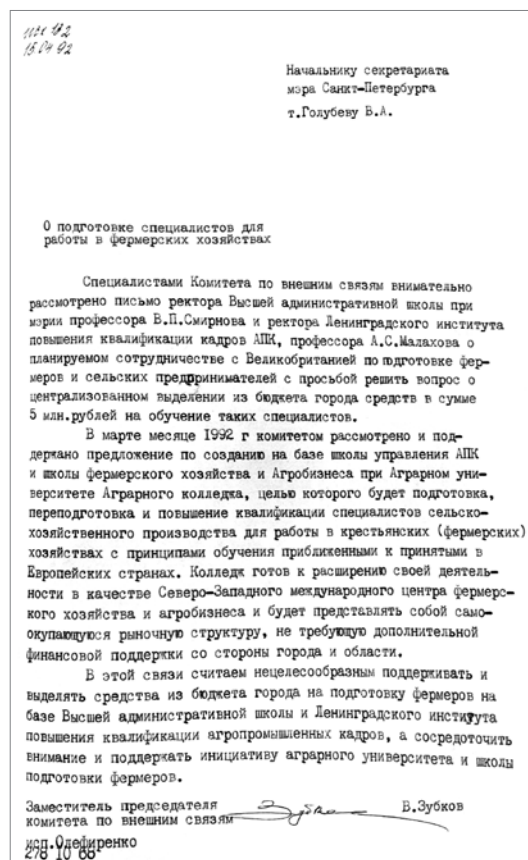 исх 132
15.04 92
Начальнику секретариата
мэра Санкт-Петербурга
т.Голубеву В.А.
О подготовке специалистов для
работы в фермерских хозяйствах
Специалистами Комитета по внешним связям внимательно
рассмотрено письмо ректора Высшей административной школы при
мэрии профессора В.П.Смирнова и ректора Ленинградского института
повышения квалификации кадров АПК, профессора А.С.Малахова о
планируемом сотрудничестве с Великобританией по подготовке фер-
меров и сельских предпринимателей с просьбой решить вопрос о
централизованном выделении из бюджета города средств в сумме
5 млн.рублей на обучение таких специалистов.
В марте месяце 1992 г комитетом рассмотрено и под-
держано предложение по созданию на базе школы управления АПК
и школы фермерского хозяйства и Агробизнеса при Аграрном уни-
верситете Аграрного колледжа, целью которого будет подготовка,
переподготовка и повышение квалификации специалистов сельско-
хозяйственного производства для работы в крестьянских (фермерских)
хозяйствах с принципами обучения приближенными к принятыми в
Европейских странах. Колледж готов к расширению своей деятель-
ности в качестве Северо-Западного международного центра фермерс-
кого хозяйства и агробизнеса и будет представлять собой само-
окупающуюся рыночную структуру, не требующую дополнительной
финансовой поддержки со стороны города и области.
В этой связи считаем нецелесообразным поддерживать и
выделять средства из бюджета города на подготовку фермеров на
базе Высшей административной школы и Ленинградского института
повышения квалификации агропромышленных кадров, а сосредоточить
внимание и поддержать инициативу аграрного университета и школы
подготовки фермеров.
Заместитель председателя
комитета по внешним связям Зубков В.Зубков
исп.Олефиренко
278 10 68